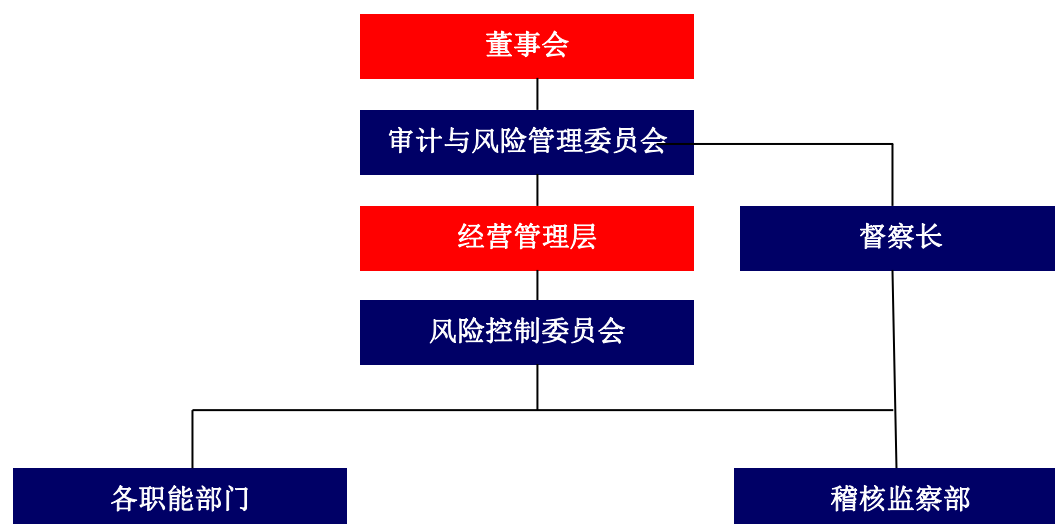 董事会
审计与风险管理委员会
经营管理层
督察长
风险控制委员会
各职能部门
稽核监察部